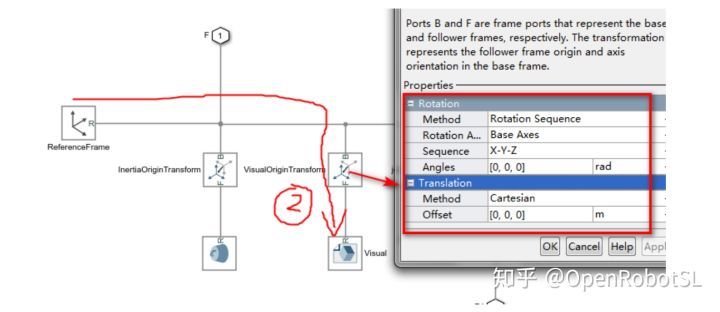 Ports B and F are frame ports that represent the base
and follower frames, respectively. The transformation
represents the follower frame origin and axis
orientation in the base frame.
Properties
Rotation
Method Rotation Sequence
Rotation A... Base Axes
Sequence X-Y-Z
Angles [0, 0, 0] rad
Translation
Method Cartesian
Offset [0, 0, 0] m
OK Cancel Help Appl
F 1
R
ReferenceFrame
B
InertiaOriginTransform
F
R
B
VisualOriginTransform
F
R
Visual
2
知乎 @OpenRobotSL